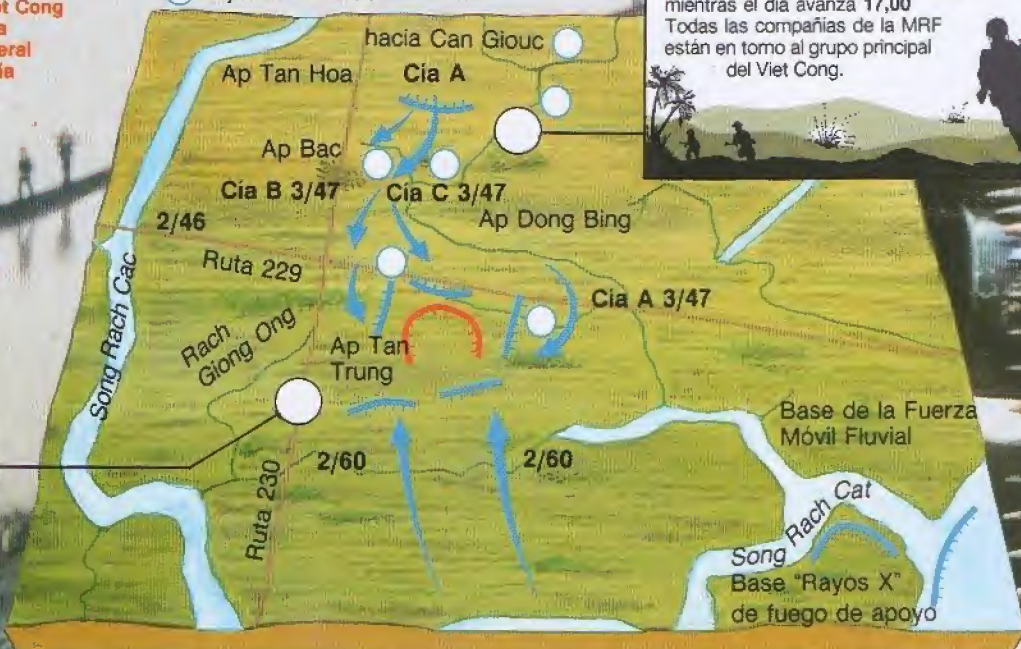 et Cong
a
eral
ía
mientras el día avanza 17,00
Todas las compañías de la MRF
están en torno al grupo principal
del Viet Cong.
hacia Can Giouc
Ap Tan Hoa
Cía A
Ap Bac
Cía B 3/47
Cía C 3/47
Ap Dong Bing
2/46
Ruta 229
Cía A 3/47
Song Rach Cac
Rach
Giong Ong
Ap Tan
Trung
Base de la Fuerza
Móvil Fluvial
2/60
2/60
Ruta 230
Song Rach Cat
Base "Rayos X"
de fuego de apoyo